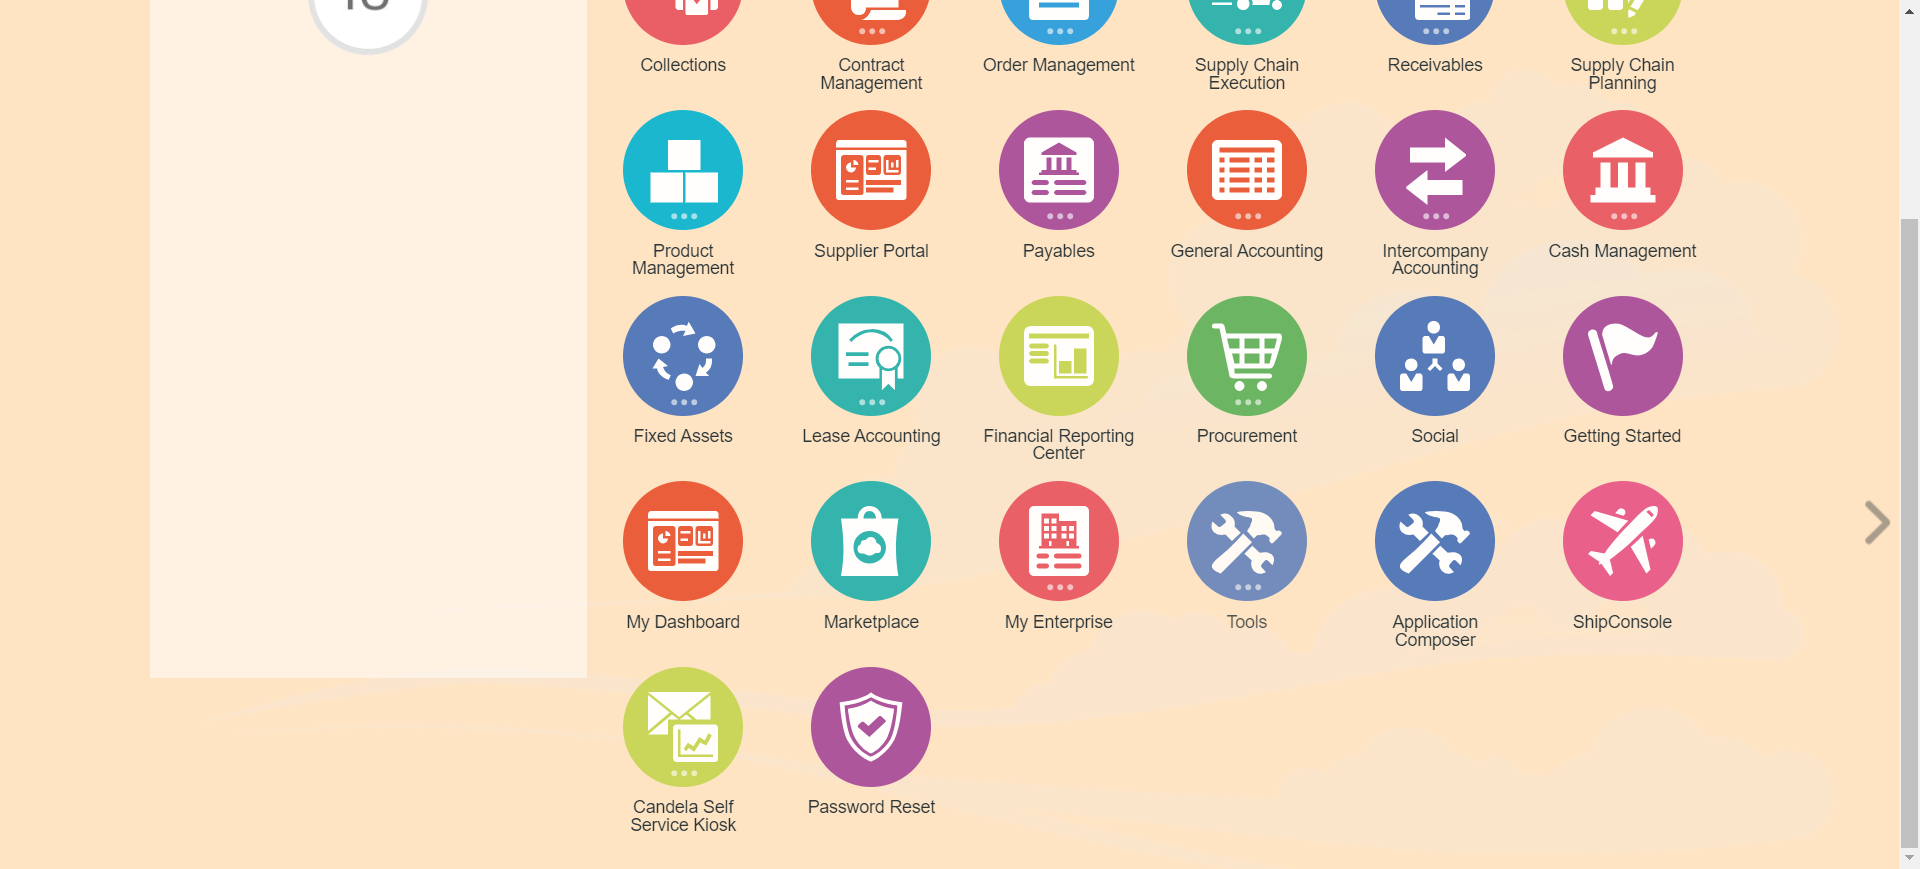 Collections
Contract
Management
Order Management
Supply Chain
Execution
Receivables
Supply Chain
Planning
Product
Management
Supplier Portal
Payables
General Accounting
Intercompany
Accounting
Cash Management
Fixed Assets
Lease Accounting
Financial Reporting
Center
Procurement
Social
Getting Started
My Dashboard
Marketplace
My Enterprise
Tools
Application
Composer
ShipConsole
Candela Self
Service Kiosk
Password Reset